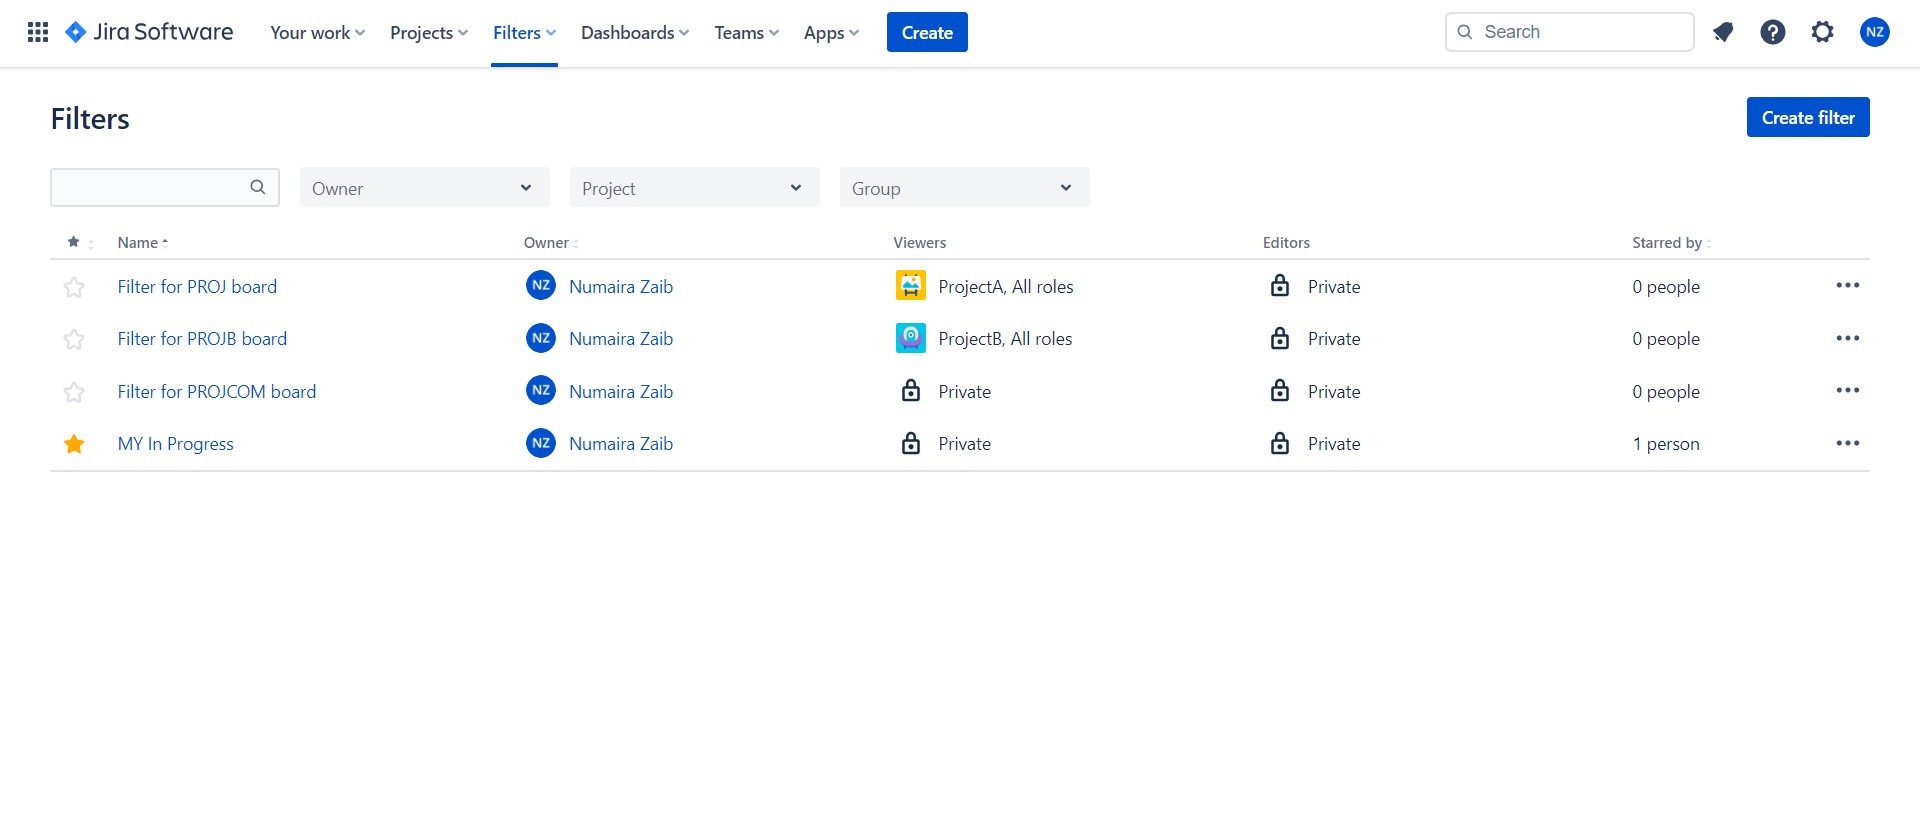 Jira Software Your work Projects Filters Dashboards Teams Apps Create Search NZ
Filters Create filter
Owner Project Group
Name Owner Viewers Editors Starred by
Filter for PROJ board NZ Numaira Zaib ProjectA, All roles Private 0 people
Filter for PROJB board NZ Numaira Zaib ProjectB, All roles Private 0 people
Filter for PROJCOM board NZ Numaira Zaib Private Private 0 people
MY In Progress NZ Numaira Zaib Private Private 1 person